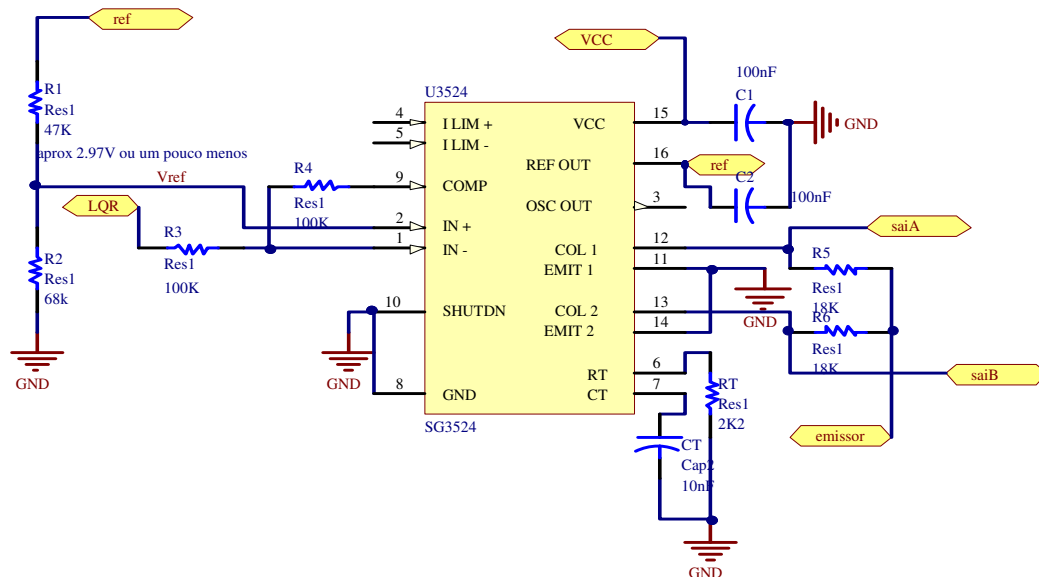 ref
R1
Res1
47K
aprox 2.97V ou um pouco menos
Vref
LQR
R3
Res1
100K
R4
Res1
100K
R2
Res1
68k
GND
GND
U3524
4 I LIM +
5 I LIM -
9 COMP
2 IN +
1 IN -
10 SHUTDN
8 GND
VCC 15
REF OUT 16
OSC OUT 3
COL 1 12
EMIT 1 11
COL 2 13
EMIT 2 14
RT 6
CT 7
SG3524
VCC
100nF
C1
GND
ref
C2
100nF
saiA
R5
Res1
18K
GND
R6
Res1
18K
saiB
emissor
RT
Res1
2K2
CT
Cap2
10nF
GND